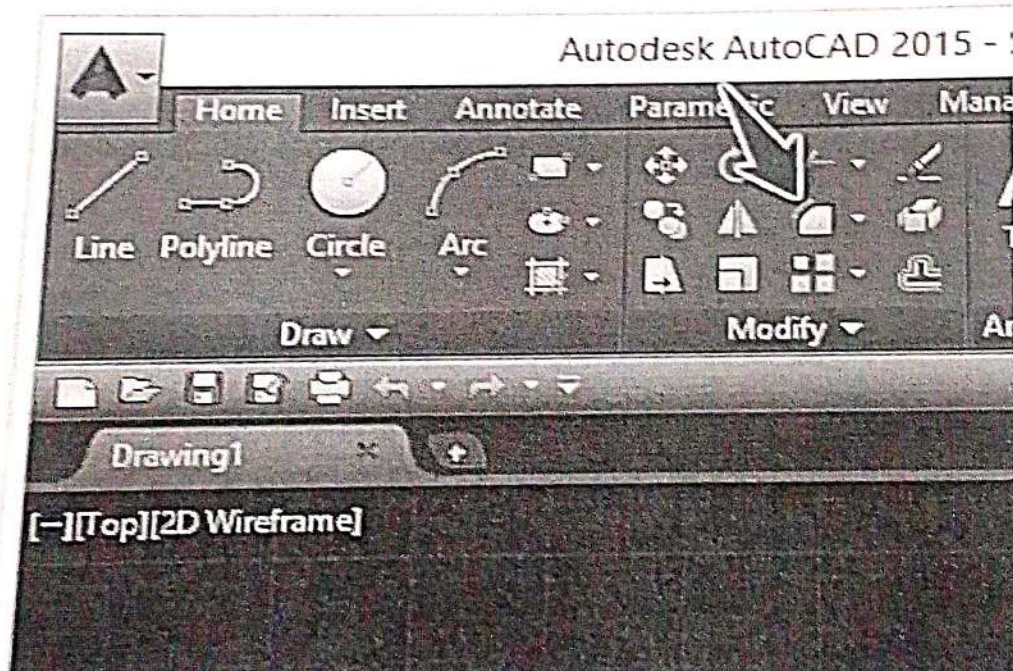 Autodesk AutoCAD 2015 -
Home Insert Annotate View
Line Polyline Circle Arc
Draw Modify
Drawing1
[−][Top][2D Wireframe]